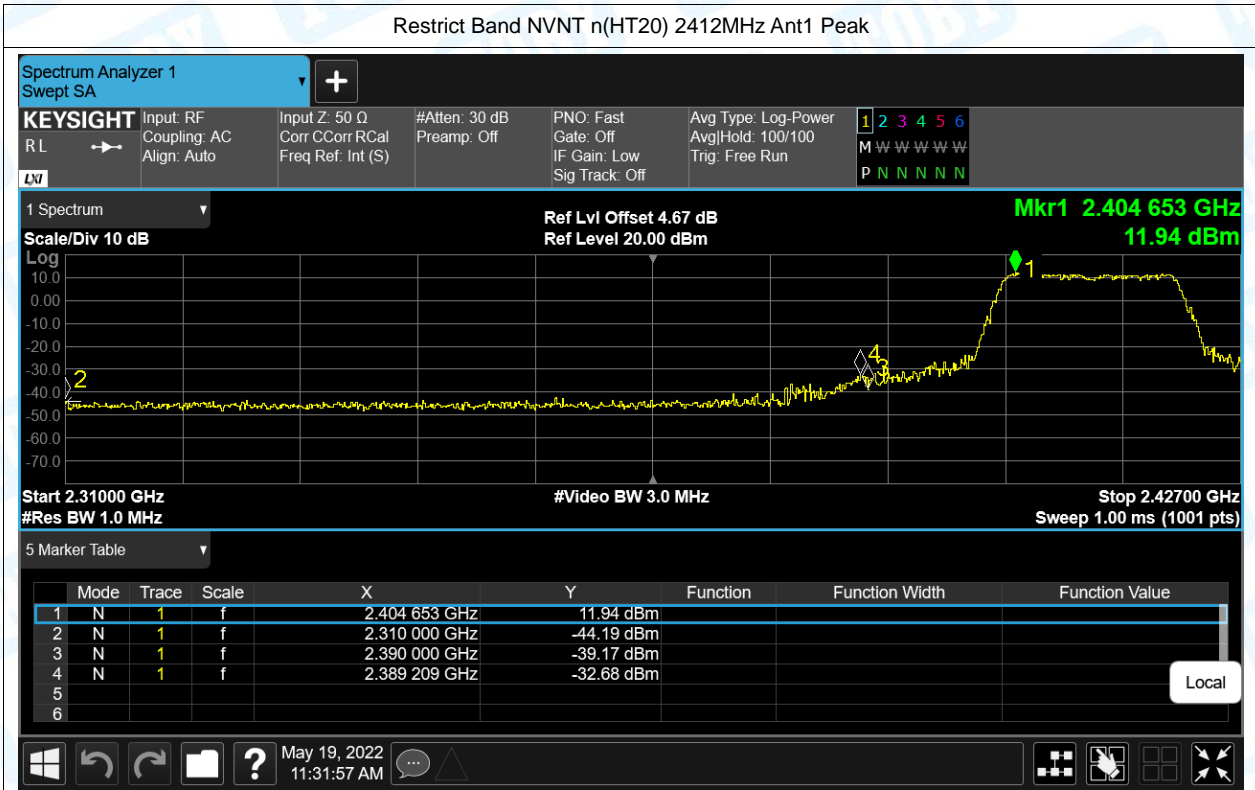 Restrict Band NVNT n(HT20) 2412MHz Ant1 Peak
Spectrum Analyzer 1
Swept SA
+
KEYSIGHT Input: RF Input Z: 50 Ω #Atten: 30 dB PNO: Fast Avg Type: Log-Power 1 2 3 4 5 6
RL Coupling: AC Corr CCorr RCal Preamp: Off Gate: Off Avg|Hold: 100/100 M W W W W W
Align: Auto Freq Ref: Int (S) IF Gain: Low Trig: Free Run
LXI Sig Track: Off P N N N N N
1 Spectrum Ref Lvl Offset 4.67 dB Mkr1 2.404 653 GHz
Scale/Div 10 dB Ref Level 20.00 dBm 11.94 dBm
Log
10.0
0.00
-10.0
-20.0
-30.0
-40.0
-50.0
-60.0
-70.0
1
2
4
3
Start 2.31000 GHz #Video BW 3.0 MHz Stop 2.42700 GHz
#Res BW 1.0 MHz Sweep 1.00 ms (1001 pts)
5 Marker Table
Mode Trace Scale X Y Function Function Width Function Value
1 N 1 f 2.404 653 GHz 11.94 dBm
2 N 1 f 2.310 000 GHz -44.19 dBm
3 N 1 f 2.390 000 GHz -39.17 dBm
4 N 1 f 2.389 209 GHz -32.68 dBm
5
6
Local
? May 19, 2022
11:31:57 AM